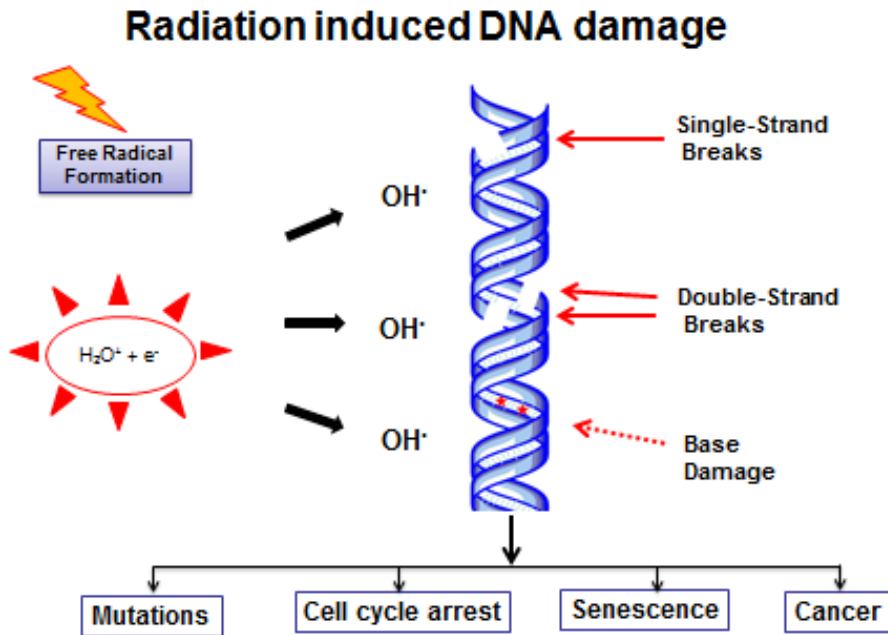 Radiation induced DNA damage
Free Radical
Formation
Single-Strand
Breaks
OH·
H₂O⁺ + e⁻
OH·
Double-Strand
Breaks
OH·
Base
Damage
Mutations
Cell cycle arrest
Senescence
Cancer